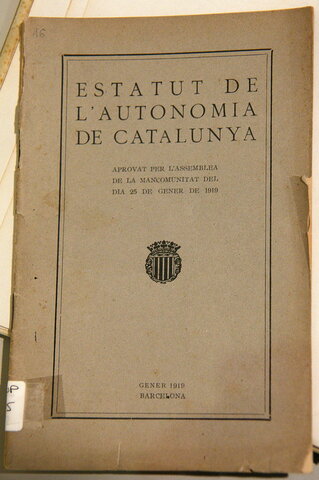 16
ESTATUT DE
L'AUTONOMIA
DE CATALUNYA
APROVAT PER L'ASSEMBLEA
DE LA MANCOMUNITAT DEL
DIA 25 DE GENER DE 1919
GENER 1919
BARCELONA